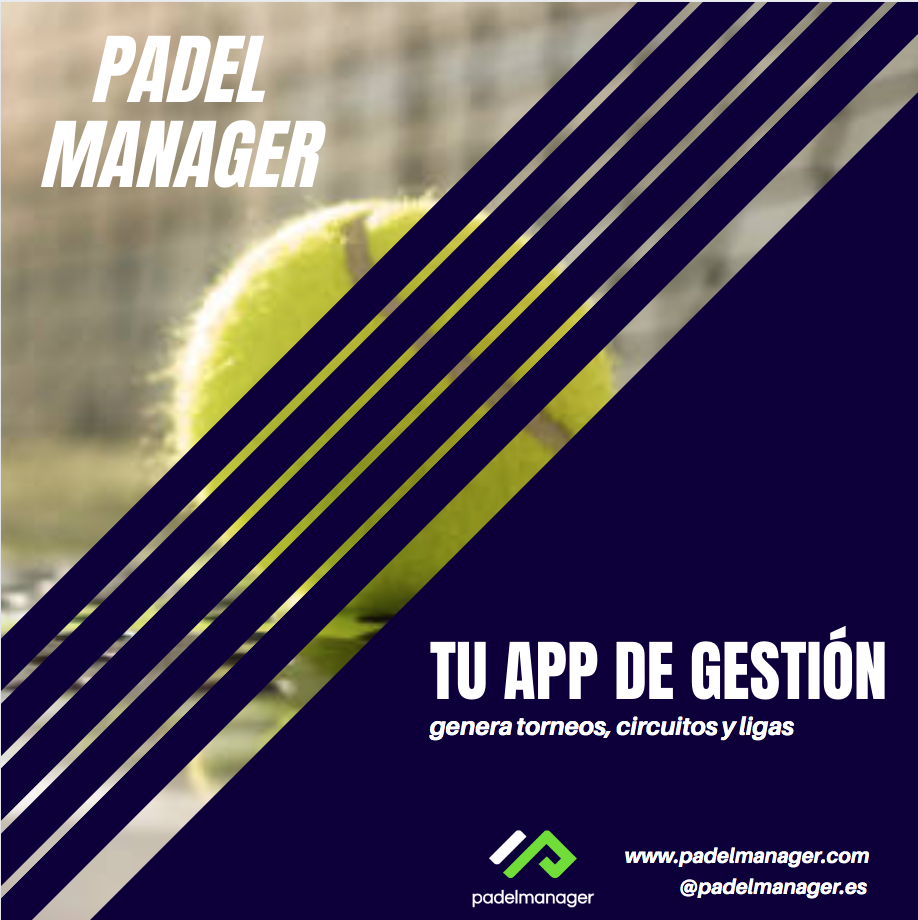 PADEL
MANAGER
TU APP DE GESTIÓN
genera torneos, circuitos y ligas
padelmanager
www.padelmanager.com
@padelmanager.es